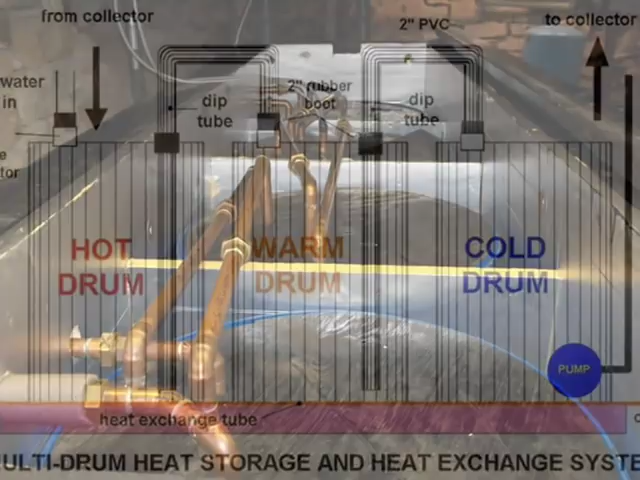 from collector
2" PVC
to collector
water
in
dip
tube
2" rubber
boot
dip
tube
HOT
DRUM
WARM
DRUM
COLD
DRUM
PUMP
heat exchange tube
ULTI-DRUM HEAT STORAGE AND HEAT EXCHANGE SYSTE